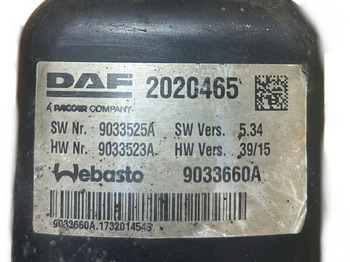 DAF 2020465
A PACCAR COMPANY
SW Nr. 9033525A SW Vers. 5.34
HW Nr. 9033523A HW Vers. 39/15
Webasto 9033660A
9033660A.1732014545